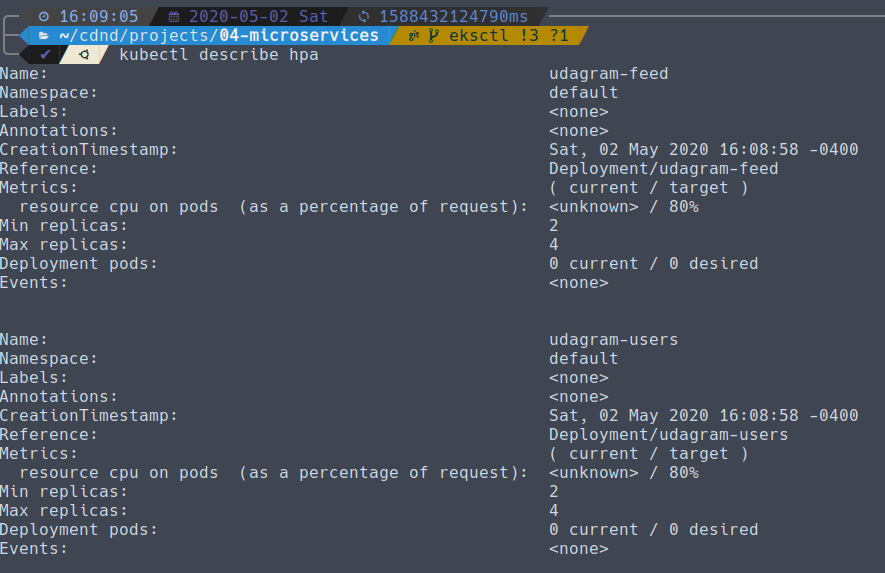 16:09:05 2020-05-02 Sat 1588432124790ms
~/cdnd/projects/04-microservices git eksctl !3 ?1
✔ kubectl describe hpa
Name: udagram-feed
Namespace: default
Labels: <none>
Annotations: <none>
CreationTimestamp: Sat, 02 May 2020 16:08:58 -0400
Reference: Deployment/udagram-feed
Metrics: ( current / target )
resource cpu on pods (as a percentage of request): <unknown> / 80%
Min replicas: 2
Max replicas: 4
Deployment pods: 0 current / 0 desired
Events: <none>
Name: udagram-users
Namespace: default
Labels: <none>
Annotations: <none>
CreationTimestamp: Sat, 02 May 2020 16:08:58 -0400
Reference: Deployment/udagram-users
Metrics: ( current / target )
resource cpu on pods (as a percentage of request): <unknown> / 80%
Min replicas: 2
Max replicas: 4
Deployment pods: 0 current / 0 desired
Events: <none>